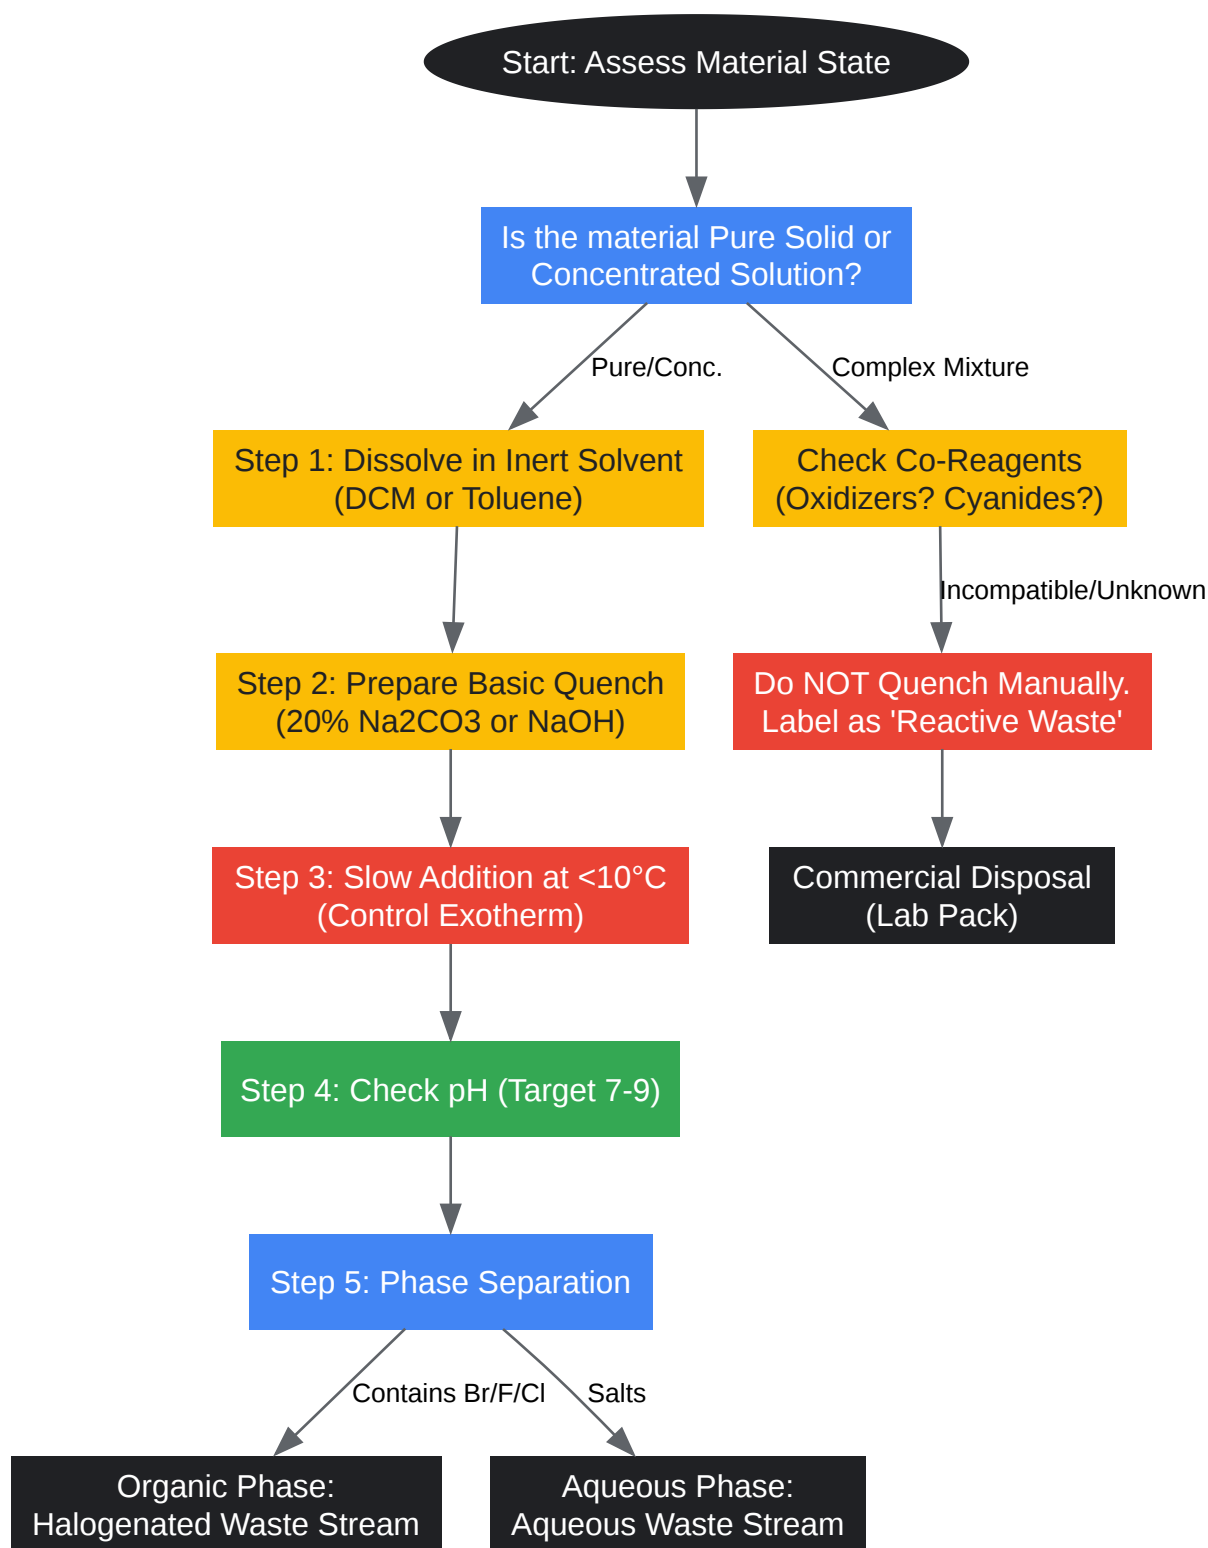 Start: Assess Material State
Is the material Pure Solid or
Concentrated Solution?
Pure/Conc.
Complex Mixture
Step 1: Dissolve in Inert Solvent
(DCM or Toluene)
Check Co-Reagents
(Oxidizers? Cyanides?)
Incompatible/Unknown
Step 2: Prepare Basic Quench
(20% Na2CO3 or NaOH)
Do NOT Quench Manually.
Label as 'Reactive Waste'
Step 3: Slow Addition at <10°C
(Control Exotherm)
Commercial Disposal
(Lab Pack)
Step 4: Check pH (Target 7-9)
Step 5: Phase Separation
Contains Br/F/Cl
Salts
Organic Phase:
Halogenated Waste Stream
Aqueous Phase:
Aqueous Waste Stream